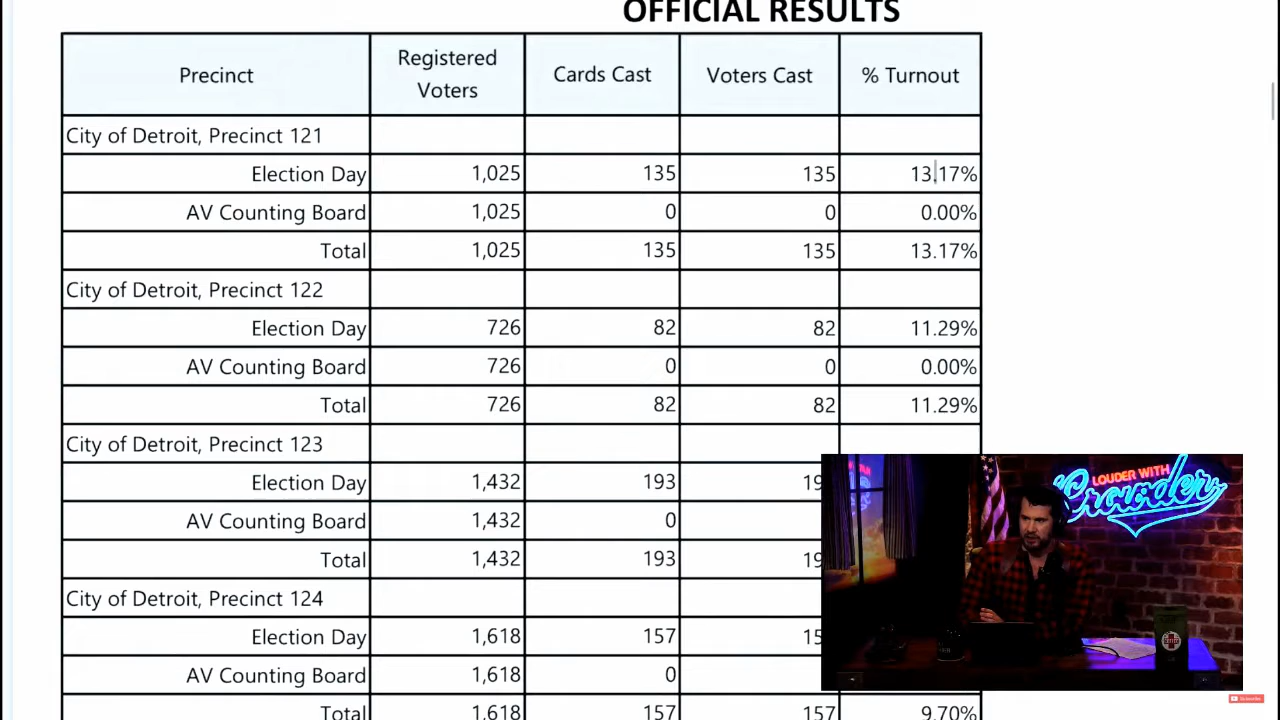 OFFICIAL RESULTS
Precinct Registered Voters Cards Cast Voters Cast % Turnout
City of Detroit, Precinct 121
Election Day 1,025 135 135 13.17%
AV Counting Board 1,025 0 0 0.00%
Total 1,025 135 135 13.17%
City of Detroit, Precinct 122
Election Day 726 82 82 11.29%
AV Counting Board 726 0 0 0.00%
Total 726 82 82 11.29%
City of Detroit, Precinct 123
Election Day 1,432 193 19
AV Counting Board 1,432 0
Total 1,432 193 19
City of Detroit, Precinct 124
Election Day 1,618 157 15
AV Counting Board 1,618 0
Total 1,618 157 157 9.70%
LOUDER WITH
Crowder